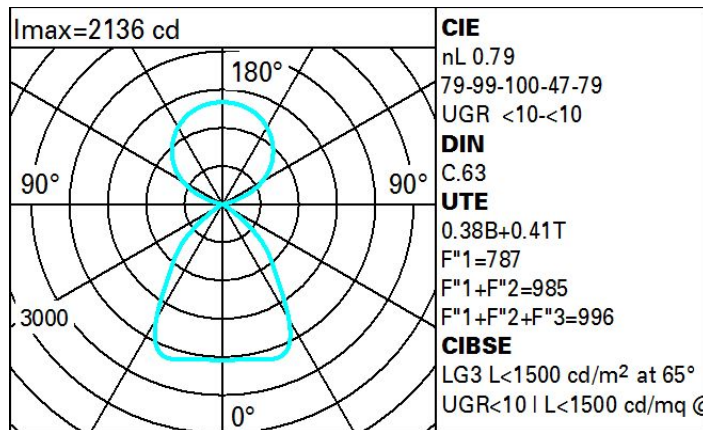 Imax=2136 cd
180°
90°
90°
3000
0°
CIE
nL 0.79
79-99-100-47-79
UGR <10-<10
DIN
C.63
UTE
0.38B+0.41T
F"1=787
F"1+F"2=985
F"1+F"2+F"3=996
CIBSE
LG3 L<1500 cd/m² at 65°
UGR<10 | L<1500 cd/mq @